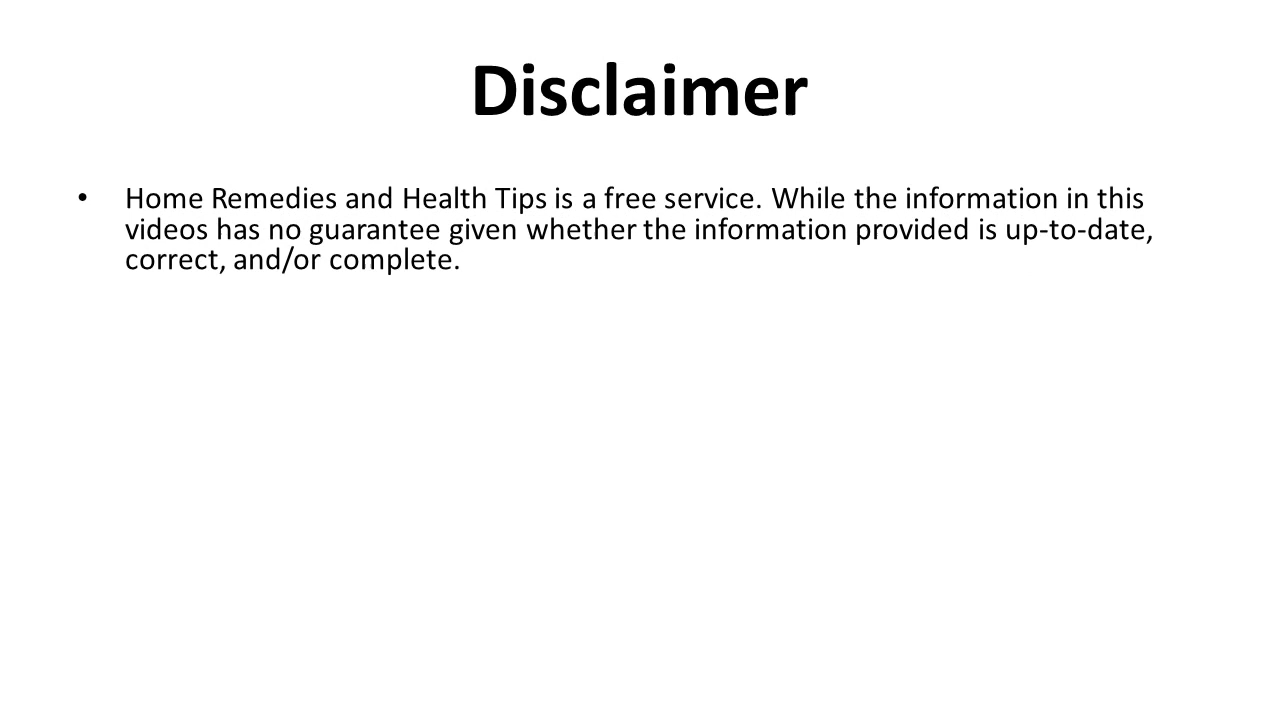 Disclaimer
• Home Remedies and Health Tips is a free service. While the information in this
videos has no guarantee given whether the information provided is up-to-date,
correct, and/or complete.